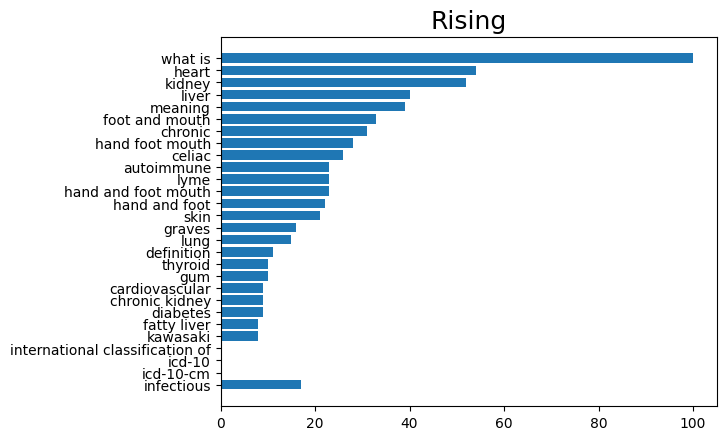 Rising
what is
heart
kidney
liver
meaning
foot and mouth
chronic
hand foot mouth
celiac
autoimmune
lyme
hand and foot mouth
hand and foot
skin
graves
lung
definition
thyroid
gum
cardiovascular
chronic kidney
diabetes
fatty liver
kawasaki
international classification of
icd-10
icd-10-cm
infectious
0 20 40 60 80 100